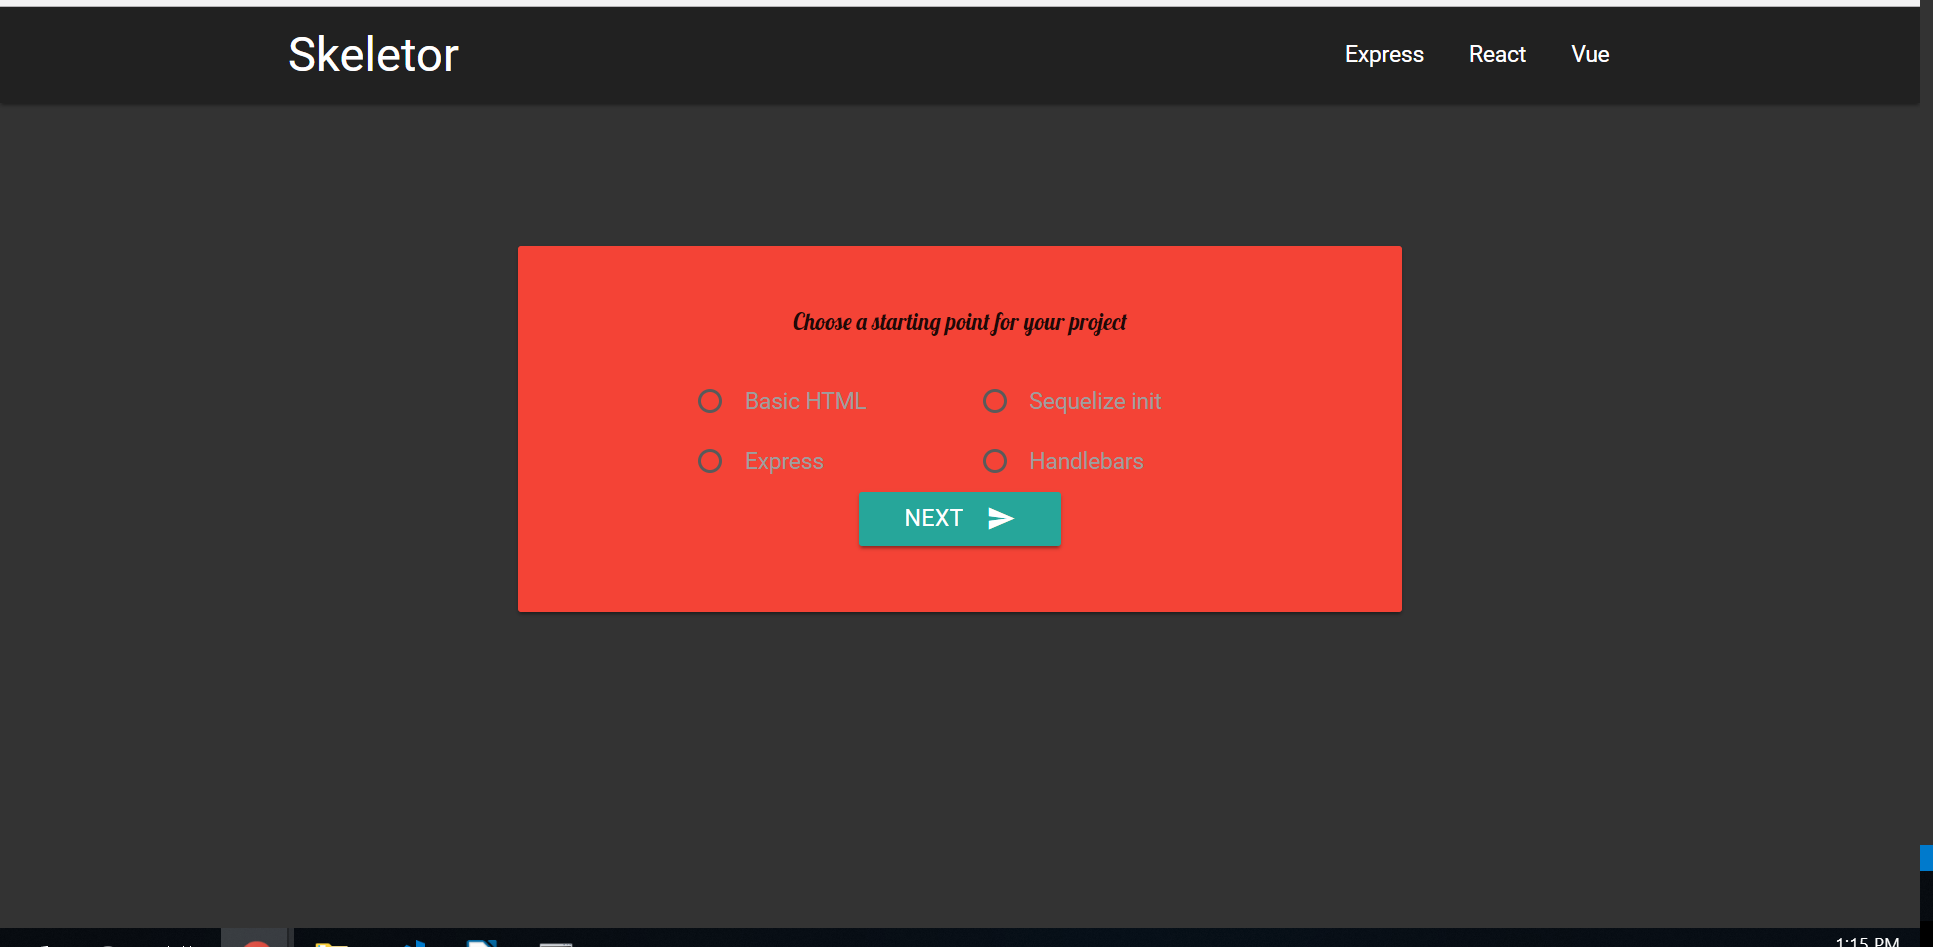 Skeletor Express React Vue
Choose a starting point for your project
Basic HTML Sequelize init
Express Handlebars
NEXT
1:15 PM